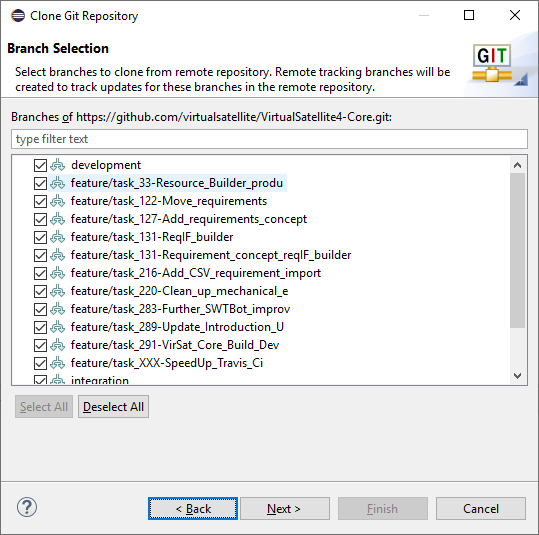 Clone Git Repository
Branch Selection
GIT
Select branches to clone from remote repository. Remote tracking branches will be
created to track updates for these branches in the remote repository.
Branches of https://github.com/virtualsatellite/VirtualSatellite4-Core.git:
type filter text
development
feature/task_33-Resource_Builder_produ
feature/task_122-Move_requirements
feature/task_127-Add_requirements_concept
feature/task_131-ReqIF_builder
feature/task_131-Requirement_concept_reqIF_builder
feature/task_216-Add_CSV_requirement_import
feature/task_220-Clean_up_mechanical_e
feature/task_283-Further_SWTBot_improv
feature/task_289-Update_Introduction_U
feature/task_291-VirSat_Core_Build_Dev
feature/task_XXX-SpeedUp_Travis_Ci
integration
Select All
Deselect All
?
< Back
Next >
Finish
Cancel